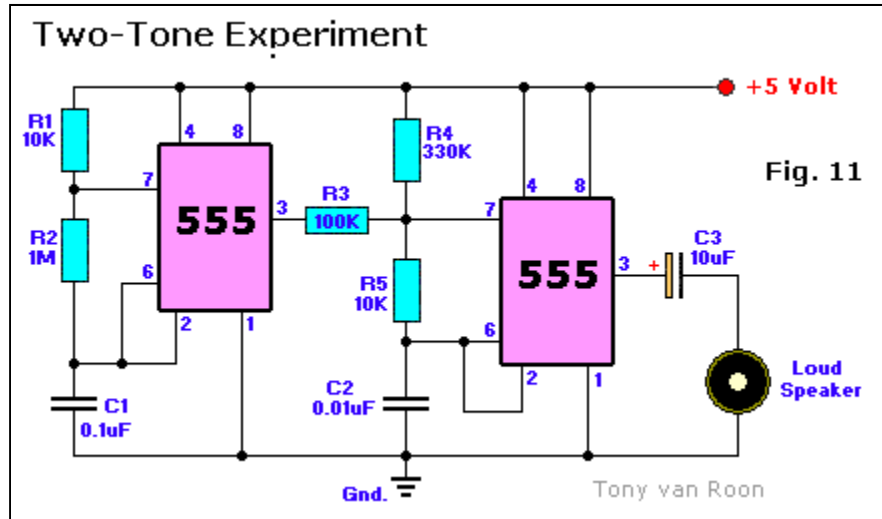 Two-Tone Experiment
+5 Volt
R1
10K
4
8
R4
330K
Fig. 11
7
R3
4
8
555
3
100K
7
C3
10uF
R2
1M
R5
10K
555
3
+
6
6
2
1
2
1
Loud
Speaker
C1
0.1uF
C2
0.01uF
Gnd.
Tony van Roon